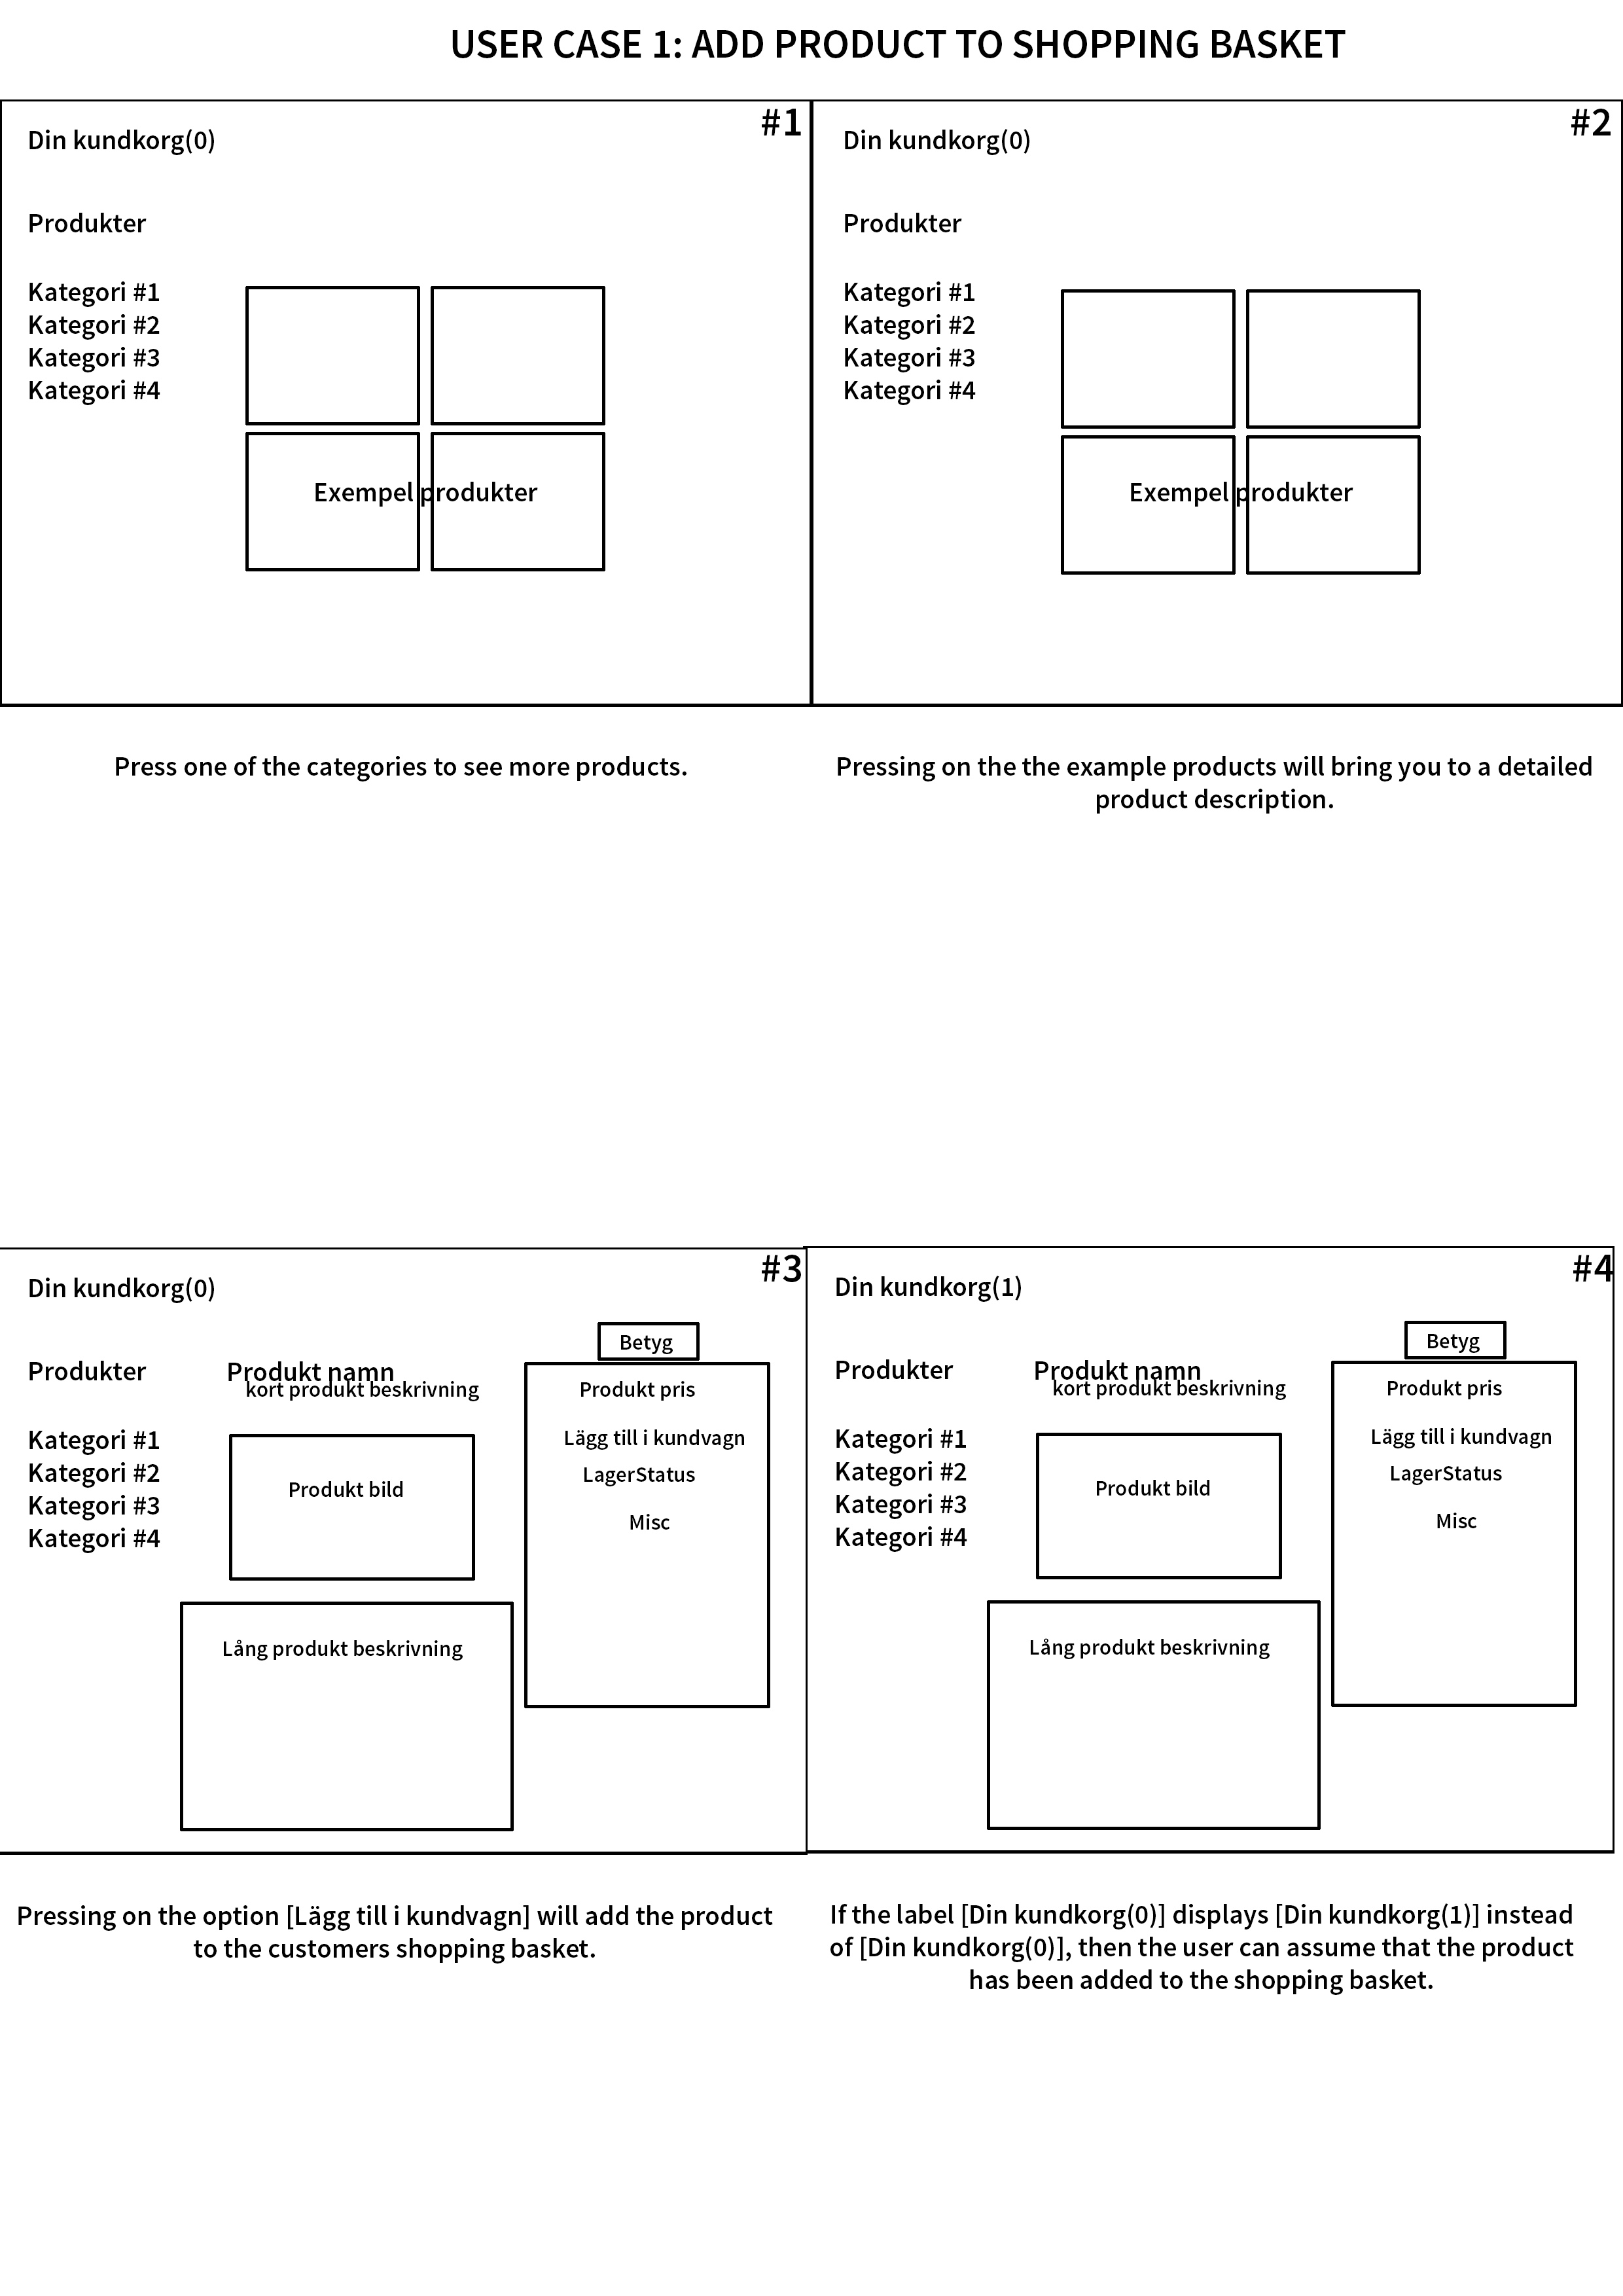 USER CASE 1: ADD PRODUCT TO SHOPPING BASKET
#1
Din kundkorg(0)
Produkter
Kategori #1
Kategori #2
Kategori #3
Kategori #4
Exempel produkter
Press one of the categories to see more products.
#2
Din kundkorg(0)
Produkter
Kategori #1
Kategori #2
Kategori #3
Kategori #4
Exempel produkter
Pressing on the the example products will bring you to a detailed
product description.
#3
Din kundkorg(0)
Betyg
Produkter
Produkt namn
kort produkt beskrivning
Produkt pris
Kategori #1
Kategori #2
Kategori #3
Kategori #4
Lägg till i kundvagn
LagerStatus
Produkt bild
Misc
Lång produkt beskrivning
Pressing on the option [Lägg till i kundvagn] will add the product
to the customers shopping basket.
#4
Din kundkorg(1)
Betyg
Produkter
Produkt namn
kort produkt beskrivning
Produkt pris
Kategori #1
Kategori #2
Kategori #3
Kategori #4
Lägg till i kundvagn
LagerStatus
Produkt bild
Misc
Lång produkt beskrivning
If the label [Din kundkorg(0)] displays [Din kundkorg(1)] instead
of [Din kundkorg(0)], then the user can assume that the product
has been added to the shopping basket.